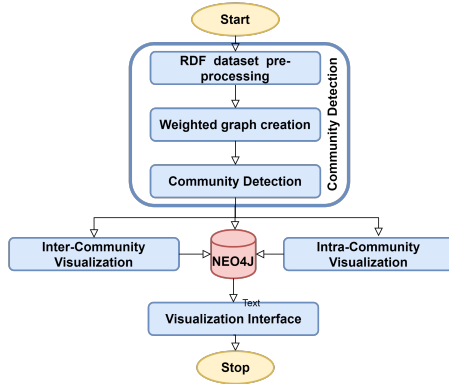 Start
RDF dataset pre-
processing
Weighted graph creation
Community Detection
Community Detection
Inter-Community
Visualization
NEO4J
Intra-Community
Visualization
Text
Visualization Interface
Stop